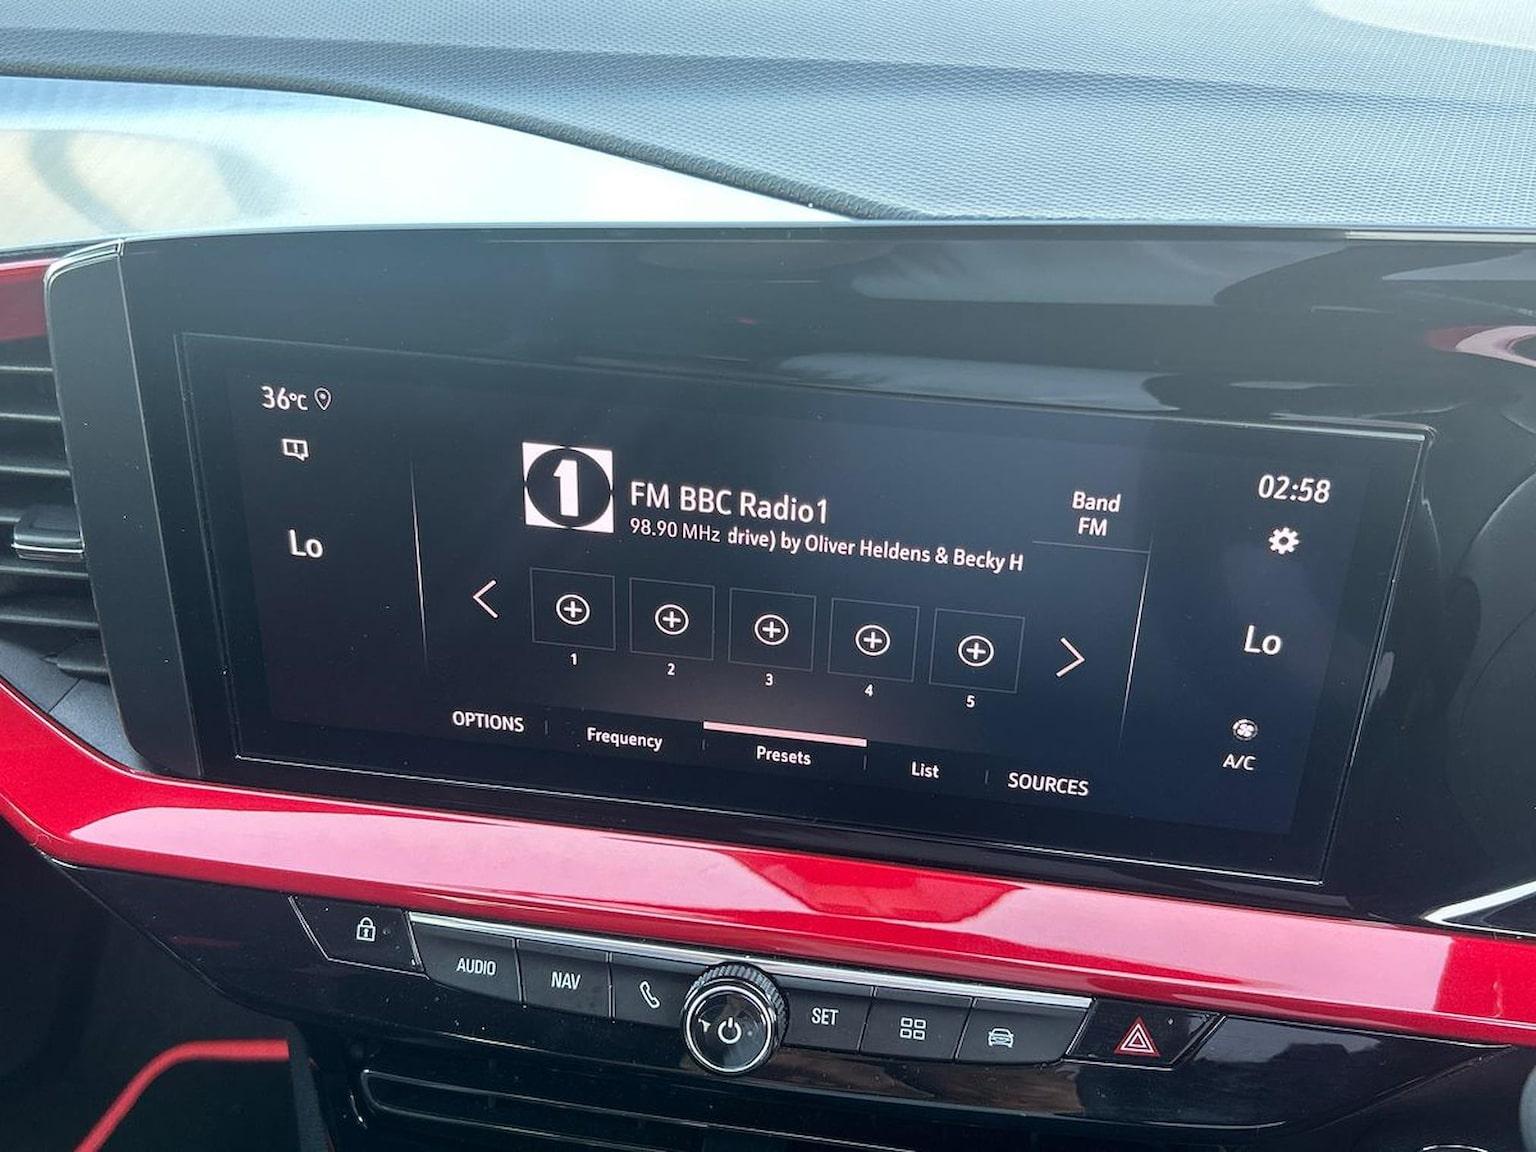 36°C
Lo
1
FM BBC Radio1
98.90 MHz drive) by Oliver Heldens & Becky H
Band
FM
02:58
Lo
1
2
3
4
5
OPTIONS
Frequency
Presets
List
SOURCES
A/C
AUDIO
NAV
SET